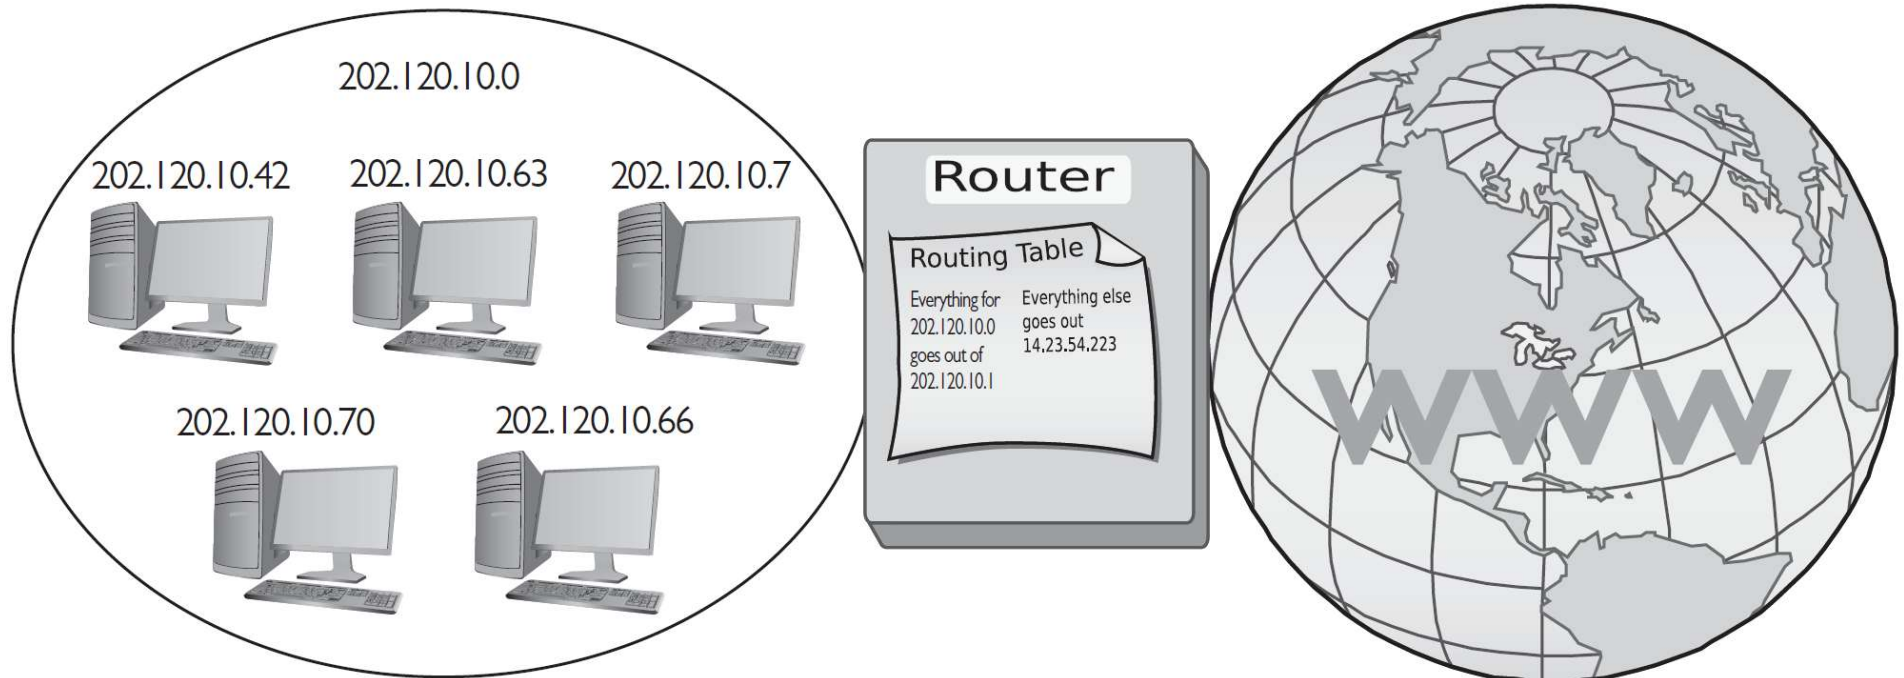 202.120.10.0
202.120.10.42
202.120.10.63
202.120.10.7
202.120.10.70
202.120.10.66
Router
Routing Table
Everything for
202.120.10.0
goes out of
202.120.10.1
Everything else
goes out
14.23.54.223
WWW